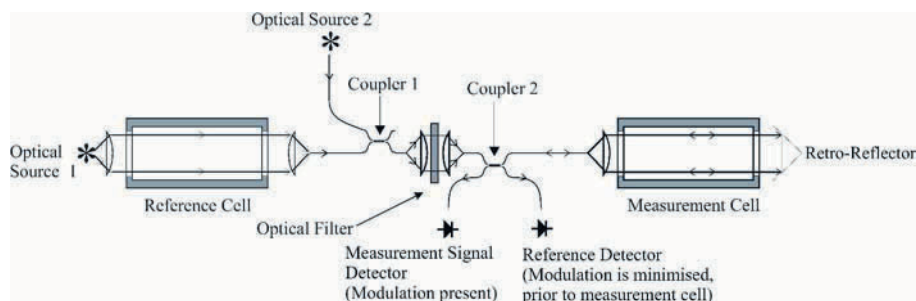 Optical Source 2
Coupler 1
Coupler 2
Optical
Source
1
Retro-Reflector
Reference Cell
Measurement Cell
Optical Filter
Measurement Signal
Detector
(Modulation present)
Reference Detector
(Modulation is minimised,
prior to measurement cell)